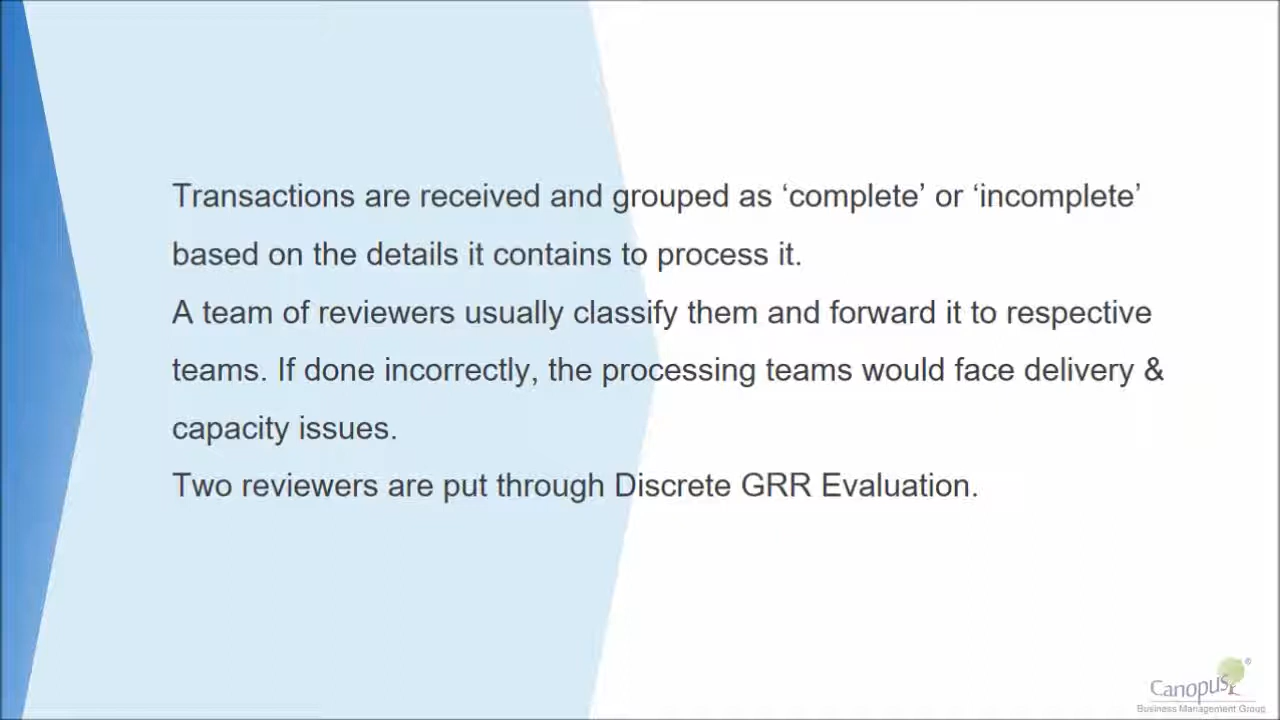 Transactions are received and grouped as ‘complete’ or ‘incomplete’
based on the details it contains to process it.
A team of reviewers usually classify them and forward it to respective
teams. If done incorrectly, the processing teams would face delivery &
capacity issues.
Two reviewers are put through Discrete GRR Evaluation.
Canopus®
Business Management Group